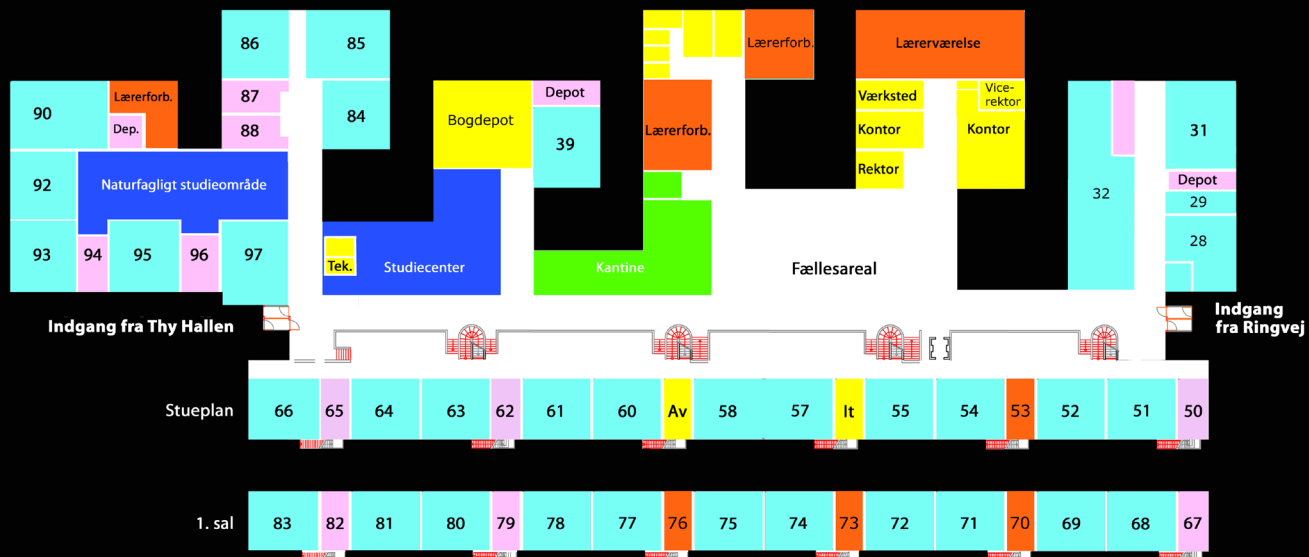 86
85
Lærerforb.
Lærerværelse
90
Lærerforb.
87
84
Bogdepot
Depot
Værksted
Vice-
rektor
31
Dep.
88
39
Lærerforb.
Kontor
Kontor
92
Naturfagligt studieområde
Rektor
32
Depot
29
93
94
95
96
97
Tek.
Studiecenter
Kantine
Fællesareal
28
Indgang fra Thy Hallen
Indgang
fra Ringvej
Stueplan
66
65
64
63
62
61
60
Av
58
57
It
55
54
53
52
51
50
1. sal
83
82
81
80
79
78
77
76
75
74
73
72
71
70
69
68
67